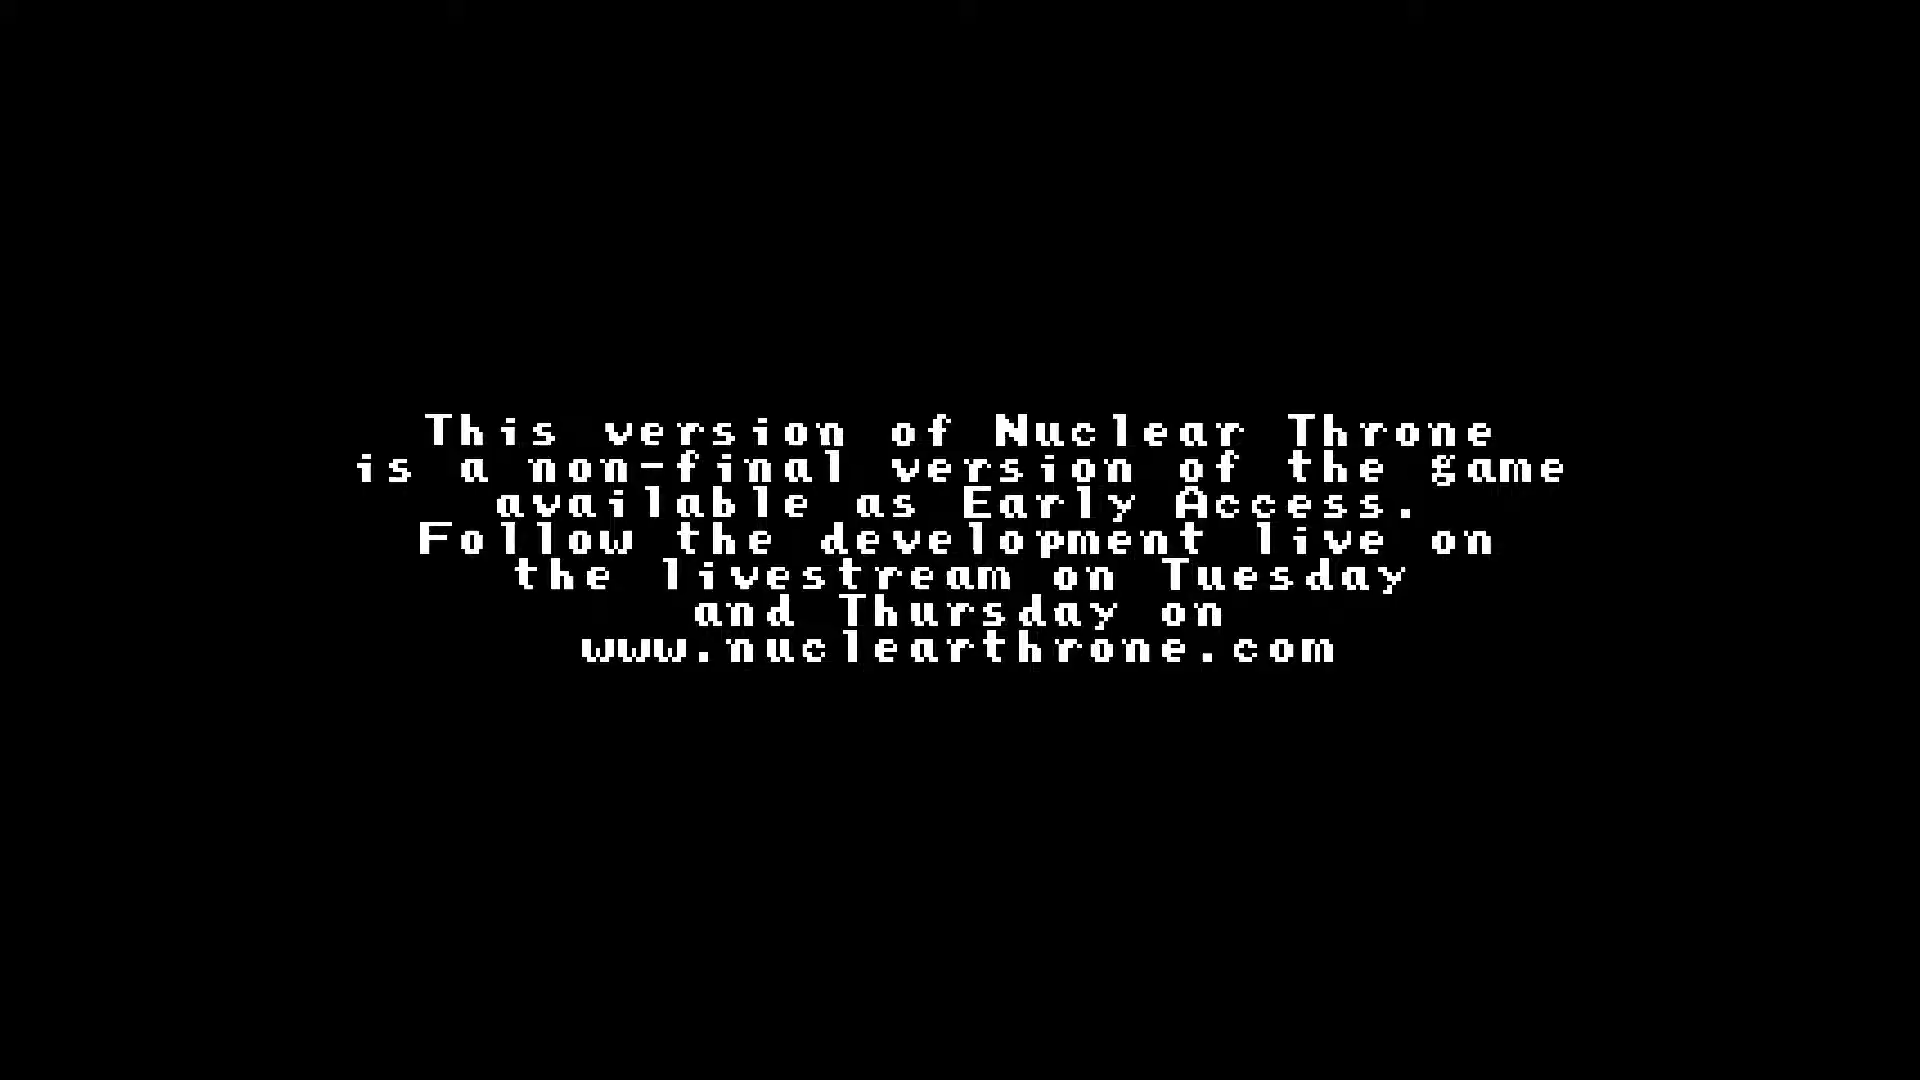 This version of Nuclear Throne
is a non-final version of the game
available as Early Access.
Follow the development live on
the livestream on Tuesday
and Thursday on
www.nuclearthrone.com